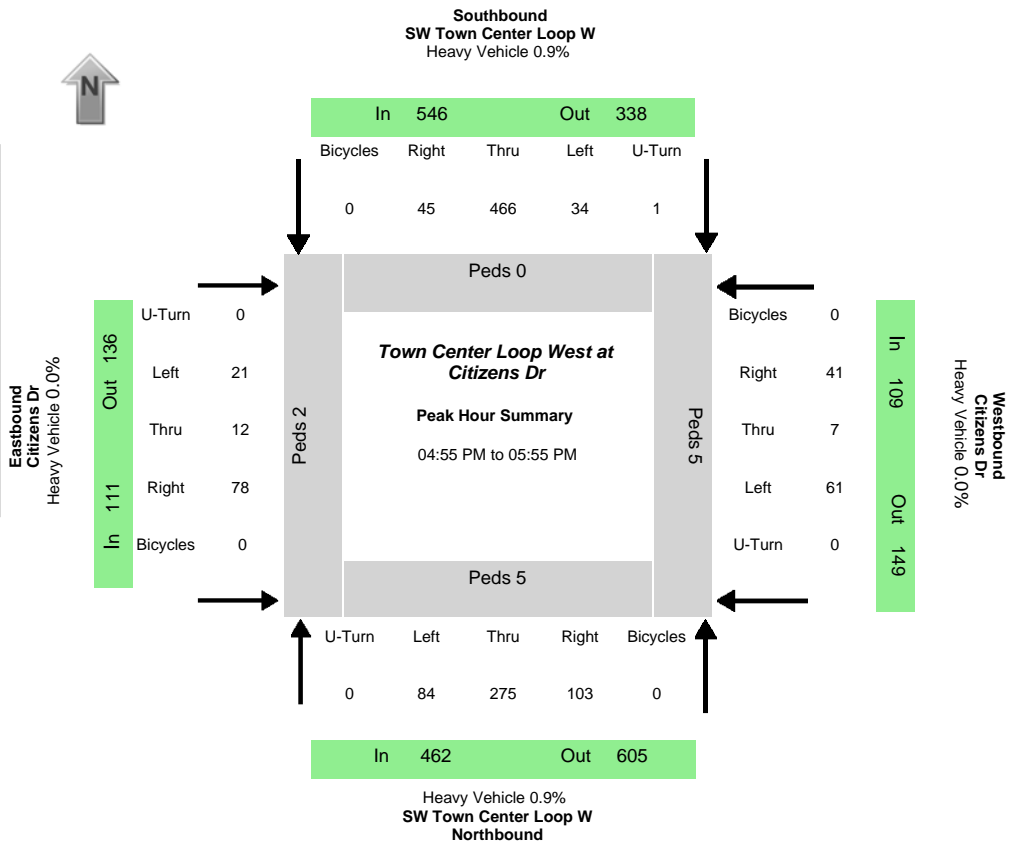 Southbound
SW Town Center Loop W
Heavy Vehicle 0.9%
N
In 546 Out 338
Bicycles Right Thru Left U-Turn
0 45 466 34 1
Peds 0
Eastbound
Citizens Dr
Heavy Vehicle 0.0%
In 111 Out 136
U-Turn 0
Left 21
Thru 12
Right 78
Bicycles 0
Peds 2
Town Center Loop West at
Citizens Dr
Peak Hour Summary
04:55 PM to 05:55 PM
Peds 5
Bicycles 0
Right 41
Thru 7
Left 61
U-Turn 0
In 109 Out 149
Westbound
Citizens Dr
Heavy Vehicle 0.0%
Peds 5
U-Turn Left Thru Right Bicycles
0 84 275 103 0
In 462 Out 605
Heavy Vehicle 0.9%
SW Town Center Loop W
Northbound